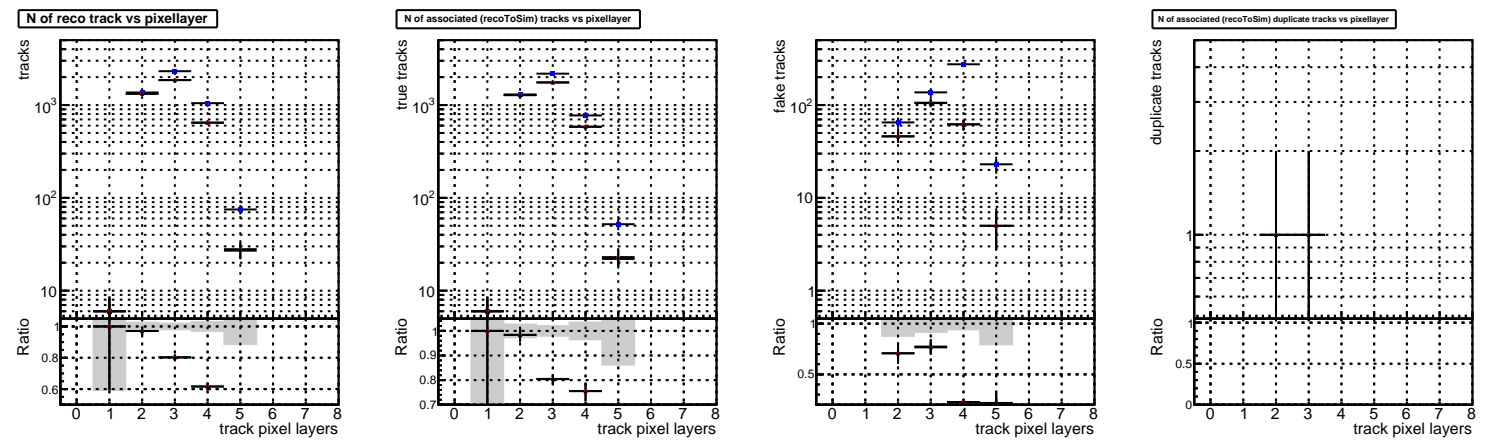 N of reco track vs pixellayer
tracks
10³
10²
10
Ratio
1
0.8
0.6
0 1 2 3 4 5 6 7 8
track pixel layers
N of associated (recoToSim) tracks vs pixellayer
true tracks
10³
10²
10
Ratio
1
0.9
0.8
0.7
0 1 2 3 4 5 6 7 8
track pixel layers
fake tracks
10²
10
1
Ratio
1
0.5
0 1 2 3 4 5 6 7 8
track pixel layers
N of associated (recoToSim) duplicate tracks vs pixellayer
duplicate tracks
1
Ratio
1
0.5
0
0 1 2 3 4 5 6 7 8
track pixel layers